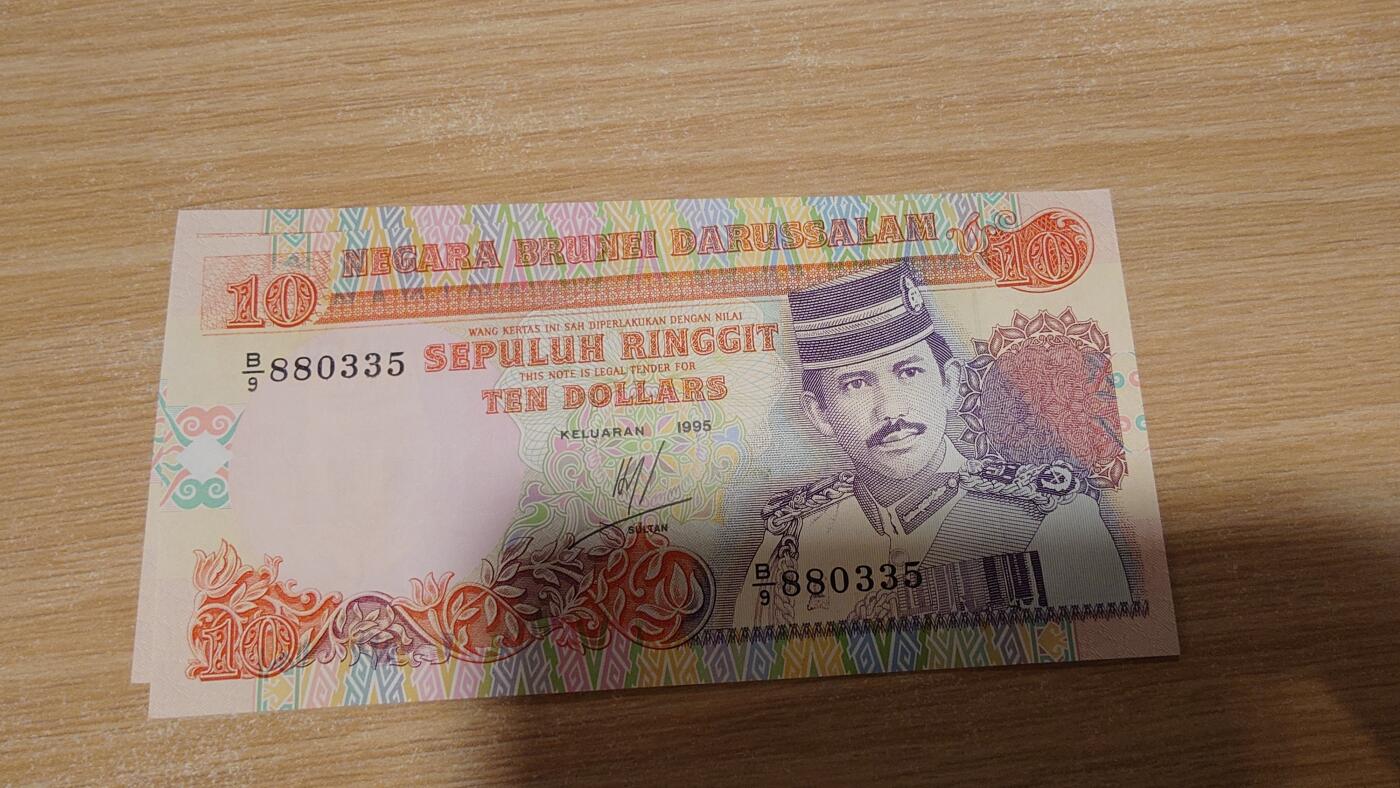 NEGARA BRUNEI DARUSSALAM
10
10
WANG KERTAS INI SAH DIPERLAKUKAN DENGAN NILAI
SEPULUH RINGGIT
B/9 880335
THIS NOTE IS LEGAL TENDER FOR
TEN DOLLARS
KELUARAN 1995
SULTAN
B/9 880335
10